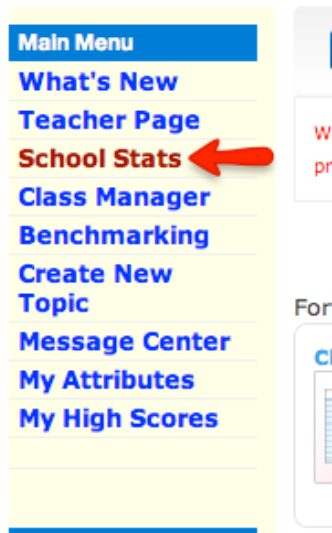 Main Menu
What's New
Teacher Page
School Stats
Class Manager
Benchmarking
Create New
Topic
Message Center
My Attributes
My High Scores
For